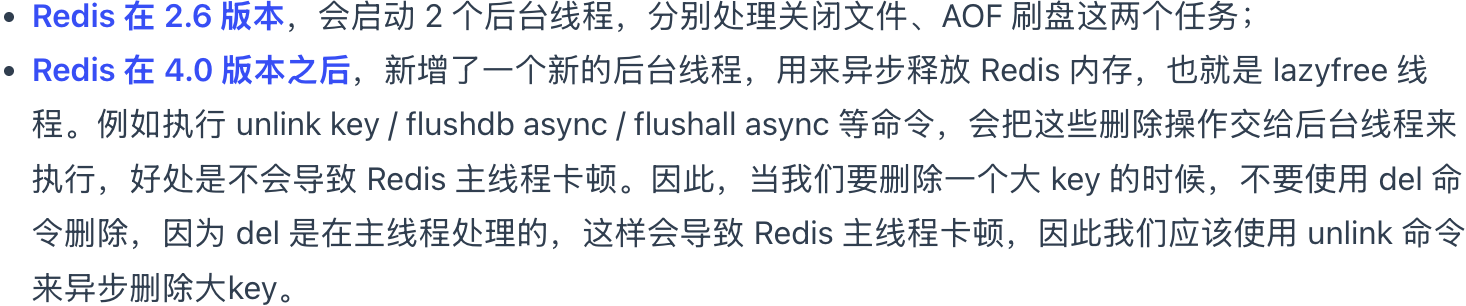 • Redis 在 2.6 版本，会启动 2 个后台线程，分别处理关闭文件、AOF 刷盘这两个任务；
• Redis 在 4.0 版本之后，新增了一个新的后台线程，用来异步释放 Redis 内存，也就是 lazyfree 线
程。例如执行 unlink key / flushdb async / flushall async 等命令，会把这些删除操作交给后台线程来
执行，好处是不会导致 Redis 主线程卡顿。因此，当我们要删除一个大 key 的时候，不要使用 del 命
令删除，因为 del 是在主线程处理的，这样会导致 Redis 主线程卡顿，因此我们应该使用 unlink 命令
来异步删除大key。